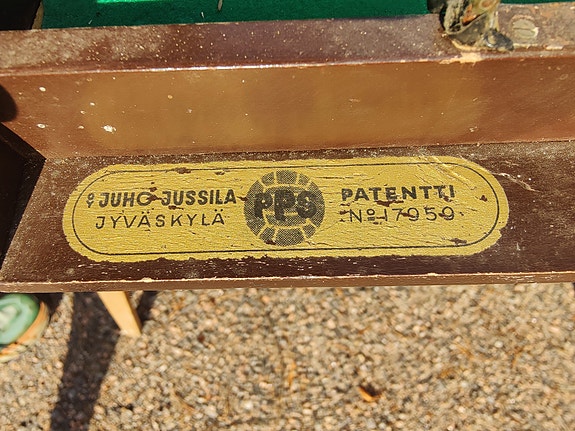 O/Y JUHO JUSSILA
JYVÄSKYLÄ
PPS
PATENTTI
No 17959